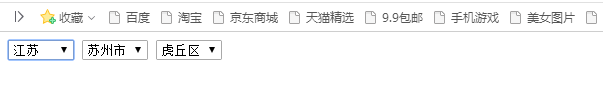 收藏 百度 淘宝 京东商城 天猫精选 9.9包邮 手机游戏 美女图片
江苏 苏州市 虎丘区